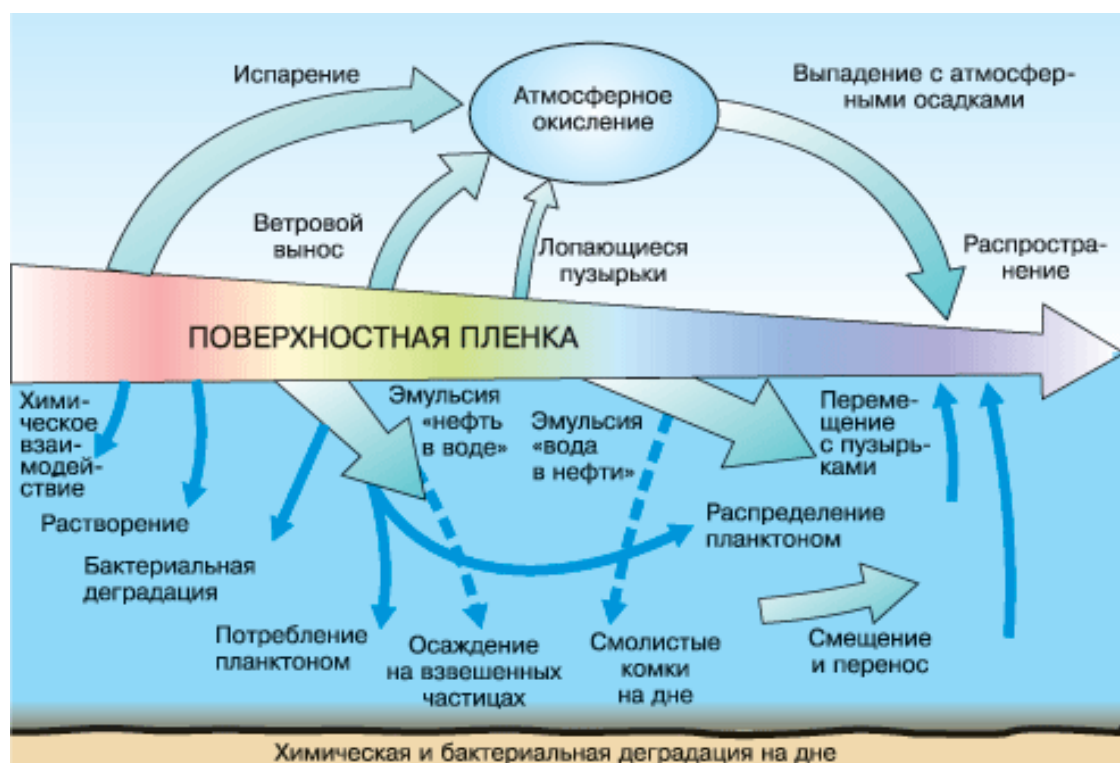 Испарение
Атмосферное
окисление
Выпадение с атмосфер-
ными осадками
Ветровой
вынос
Лопающиеся
пузырьки
Распростра-
нение
ПОВЕРХНОСТНАЯ ПЛЕНКА
Хими-
ческое
взаи-
модей-
ствие
Растворение
Бактериальная
деградация
Потребление
планктоном
Эмульсия
«нефть
в воде»
Осаждение
на взвешенных
частицах
Эмульсия
«вода
в нефти»
Смолистые
комки
на дне
Переме-
щение
с пузырь-
ками
Распределение
планктоном
Смещение
и перенос
Химическая и бактериальная деградация на дне